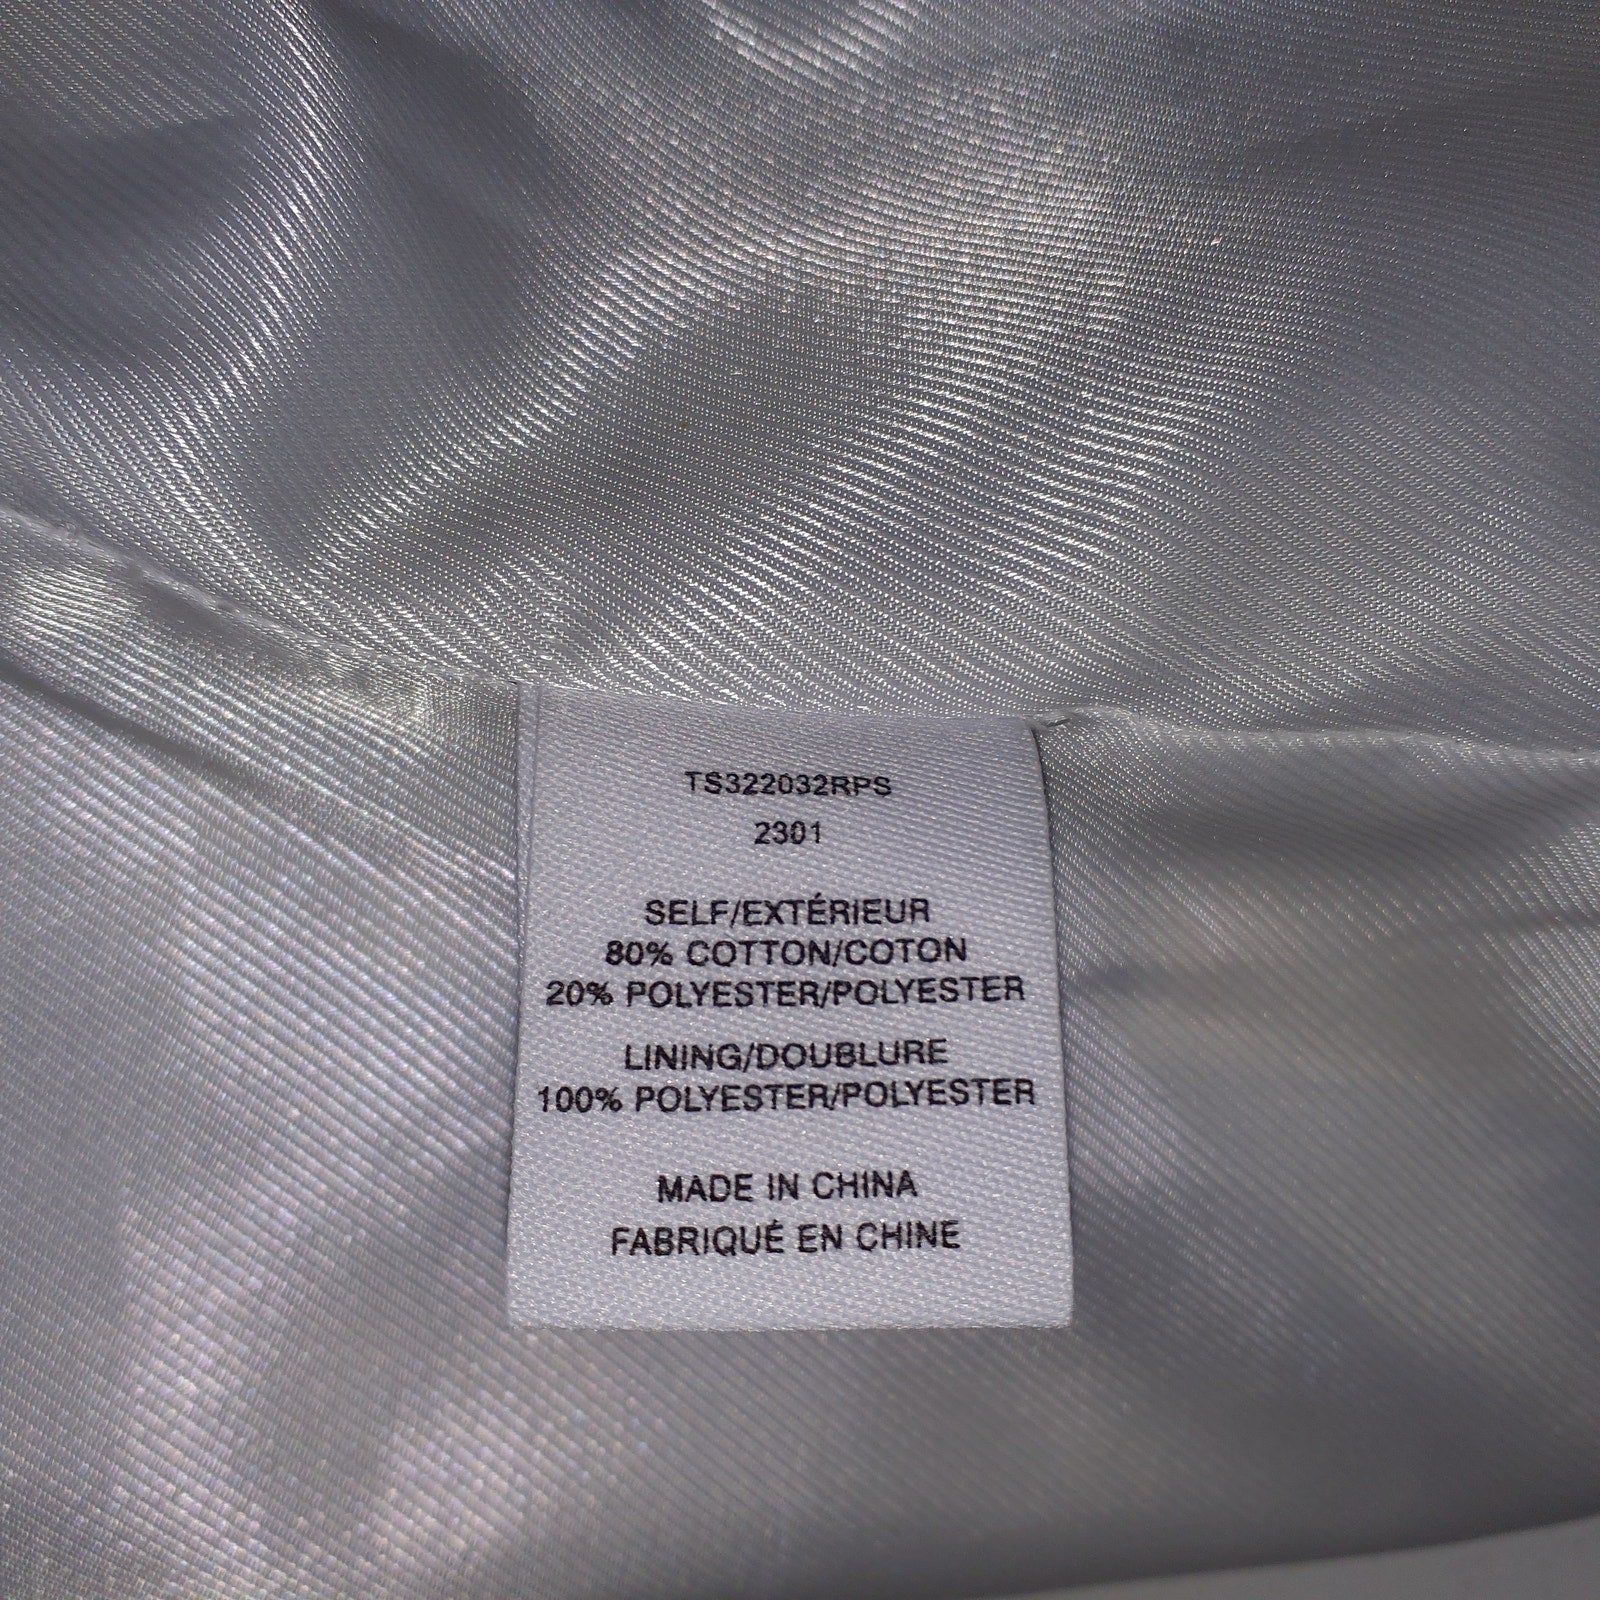 TS322032RPS
2301
SELF/EXTÉRIEUR
80% COTTON/COTON
20% POLYESTER/POLYESTER
LINING/DOUBLURE
100% POLYESTER/POLYESTER
MADE IN CHINA
FABRIQUÉ EN CHINE